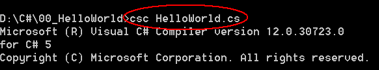 D:\C#\00_HelloWorld>csc HelloWorld.cs
Microsoft (R) Visual C# Compiler version 12.0.30723.0
for C# 5
Copyright (C) Microsoft Corporation. All rights reserved.